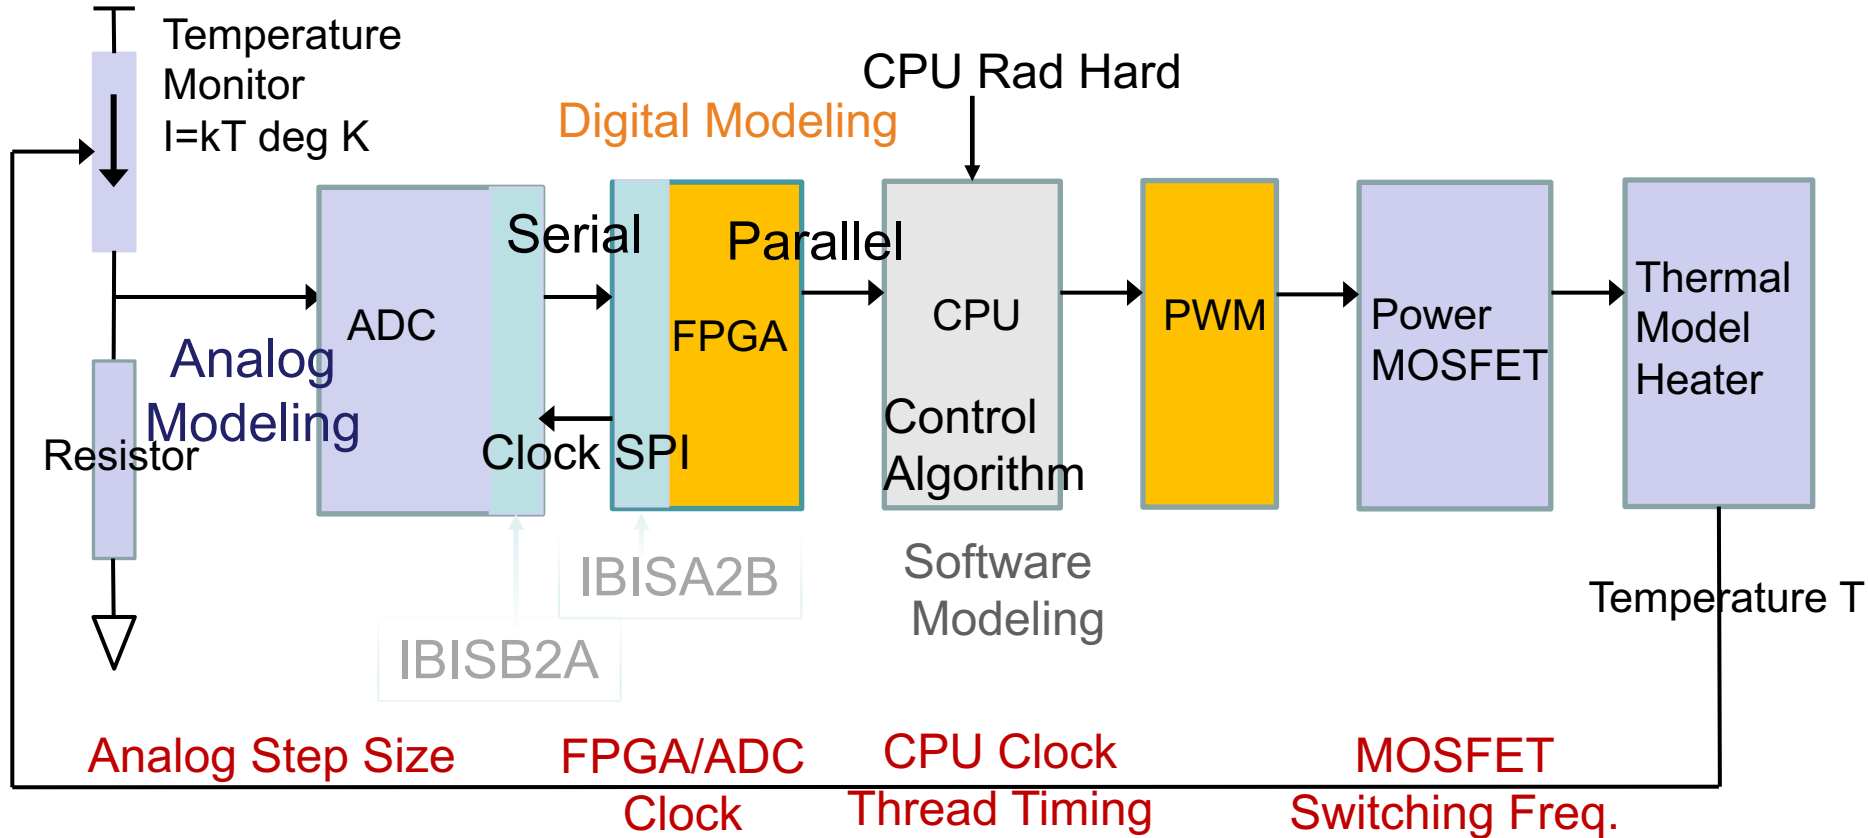 Temperature
Monitor
I=kT deg K
CPU Rad Hard
Digital Modeling
Serial
Parallel
ADC
FPGA
CPU
PWM
Power
MOSFET
Thermal
Model
Heater
Analog
Modeling
Resistor
Clock SPI
Control
Algorithm
IBISA2B
IBISB2A
Software
Modeling
Temperature T
Analog Step Size
FPGA/ADC
Clock
CPU Clock
Thread Timing
MOSFET
Switching Freq.